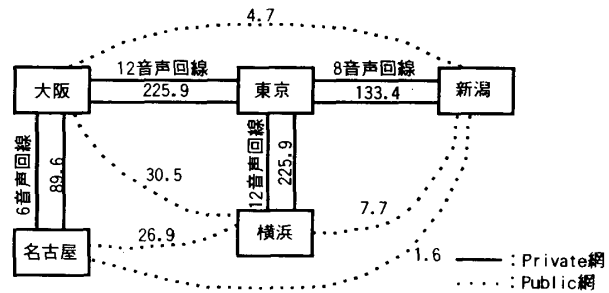 4.7
12音声回線
8音声回線
大阪
225.9
東京
133.4
新潟
6音声回線
89.6
12音声回線
225.9
30.5
7.7
名古屋
26.9
横浜
1.6
:Private網
:Public網